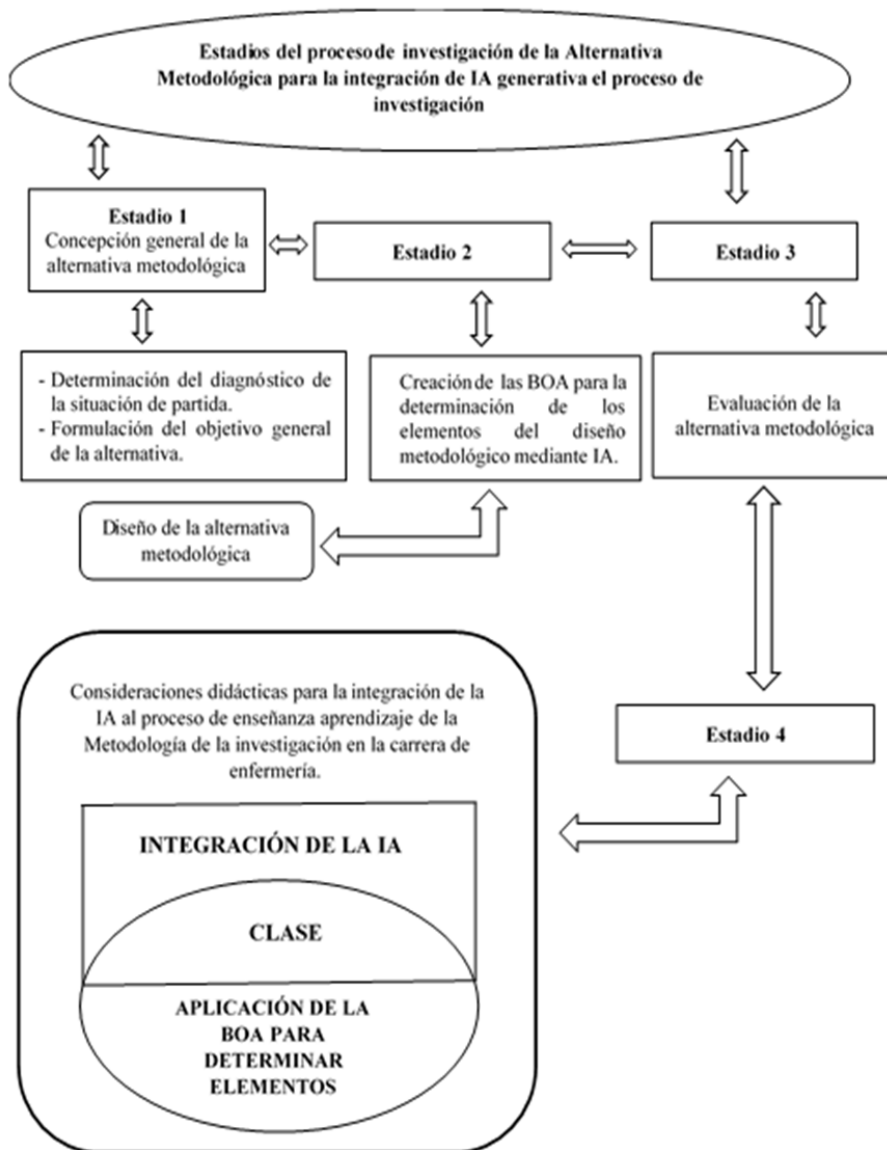 Estadios del proceso de investigación de la Alternativa
Metodológica para la integración de IA generativa el proceso de
investigación
Estadio 1
Concepción general de la
alternativa metodológica
Estadio 2
Estadio 3
- Determinación del diagnóstico de
la situación de partida.
- Formulación del objetivo general
de la alternativa.
Creación de las BOA para la
determinación de los
elementos del diseño
metodológico mediante IA.
Evaluación de la
alternativa metodológica
Diseño de la alternativa
metodológica
Consideraciones didácticas para la integración de la
IA al proceso de enseñanza aprendizaje de la
Metodología de la investigación en la carrera de
enfermería.
Estadio 4
INTEGRACIÓN DE LA IA
CLASE
APLICACIÓN DE LA
BOA PARA
DETERMINAR
ELEMENTOS